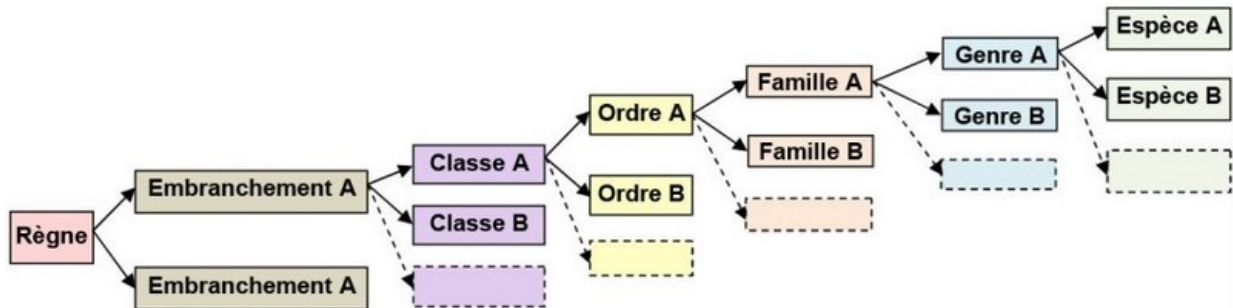 Règne
Embranchement A
Embranchement A
Classe A
Classe B
Ordre A
Ordre B
Famille A
Famille B
Genre A
Genre B
Espèce A
Espèce B